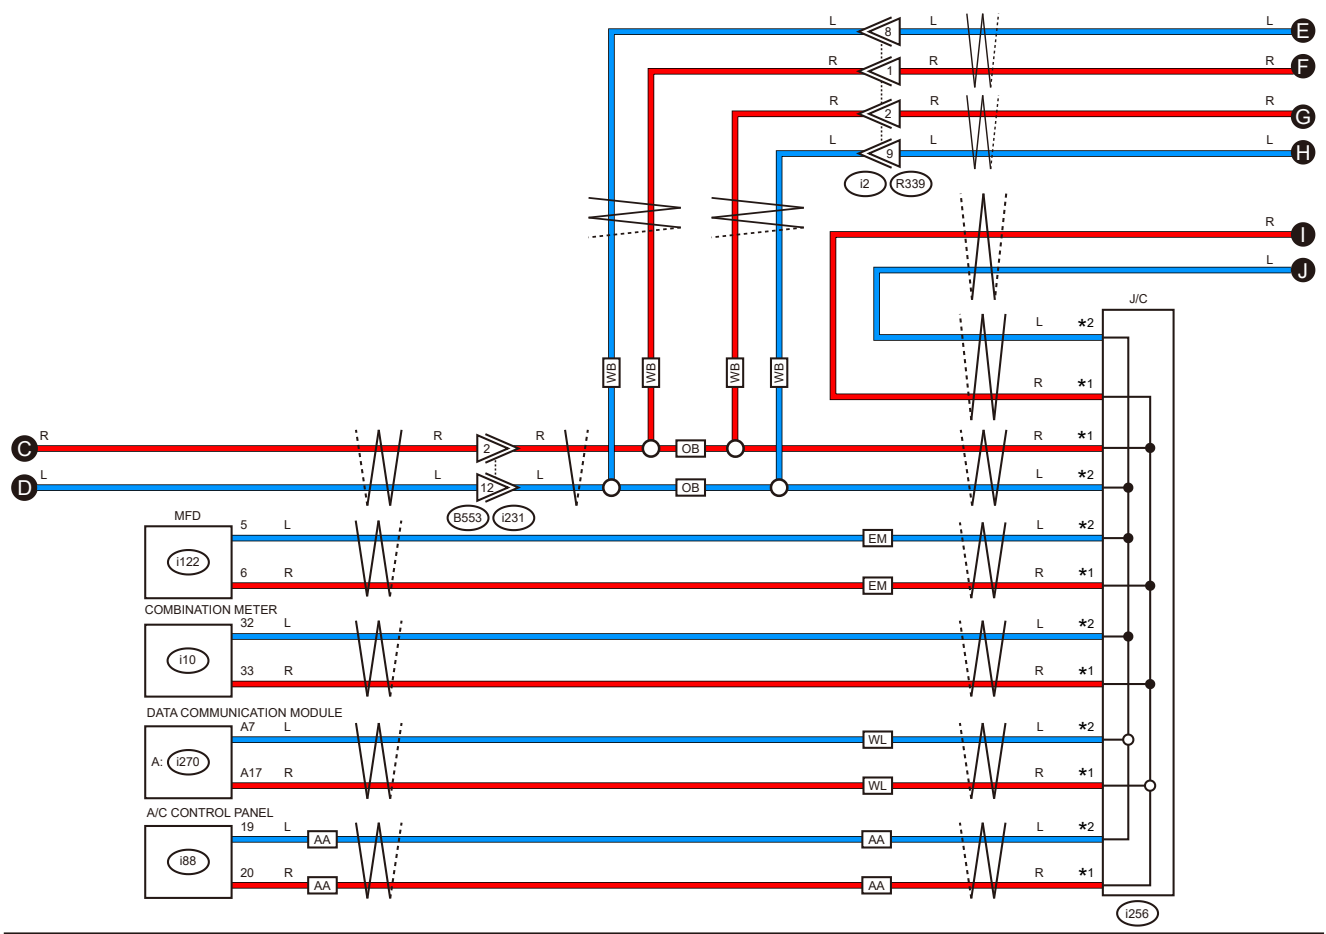 L 8 L L E
R 1 R R F
R 2 R R G
L 9 L L H
i2 R339
R I
L J
J/C
L *2
WB WB WB WB
R *1
C R R 2 R OB R *1
D L L 12 L OB L *2
B553 i231
MFD
5 L EM L *2
i122
6 R EM R *1
COMBINATION METER
32 L L *2
i10
33 R R *1
DATA COMMUNICATION MODULE
A7 L WL L *2
A: i270
A17 R WL R *1
A/C CONTROL PANEL
19 L AA AA L *2
i88
20 R AA AA R *1
i256